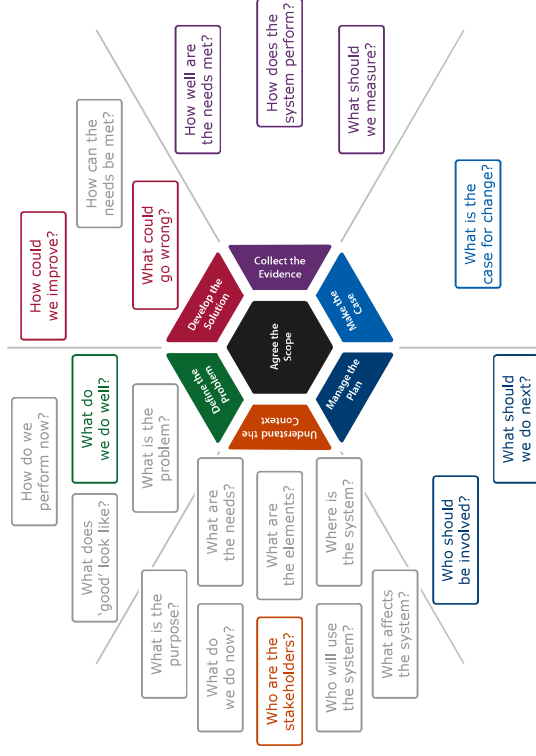 How could
we improve?
How can the
needs be met?
What could
go wrong?
How well are
the needs met?
How does the
system perform?
What should
we measure?
What is the
case for change?
Develop the
Solution
Collect the
Evidence
Make the
Case
Agree the
Scope
Define the
Problem
Understand the
Context
Manage the
Plan
How do we
perform now?
What do
we do well?
What does
‘good’ look like?
What is the
problem?
What is the
purpose?
What are
the needs?
What do
we do now?
What are
the elements?
Who are the
stakeholders?
Where is
the system?
Who will use
the system?
What affects
the system?
Who should
be involved?
What should
we do next?